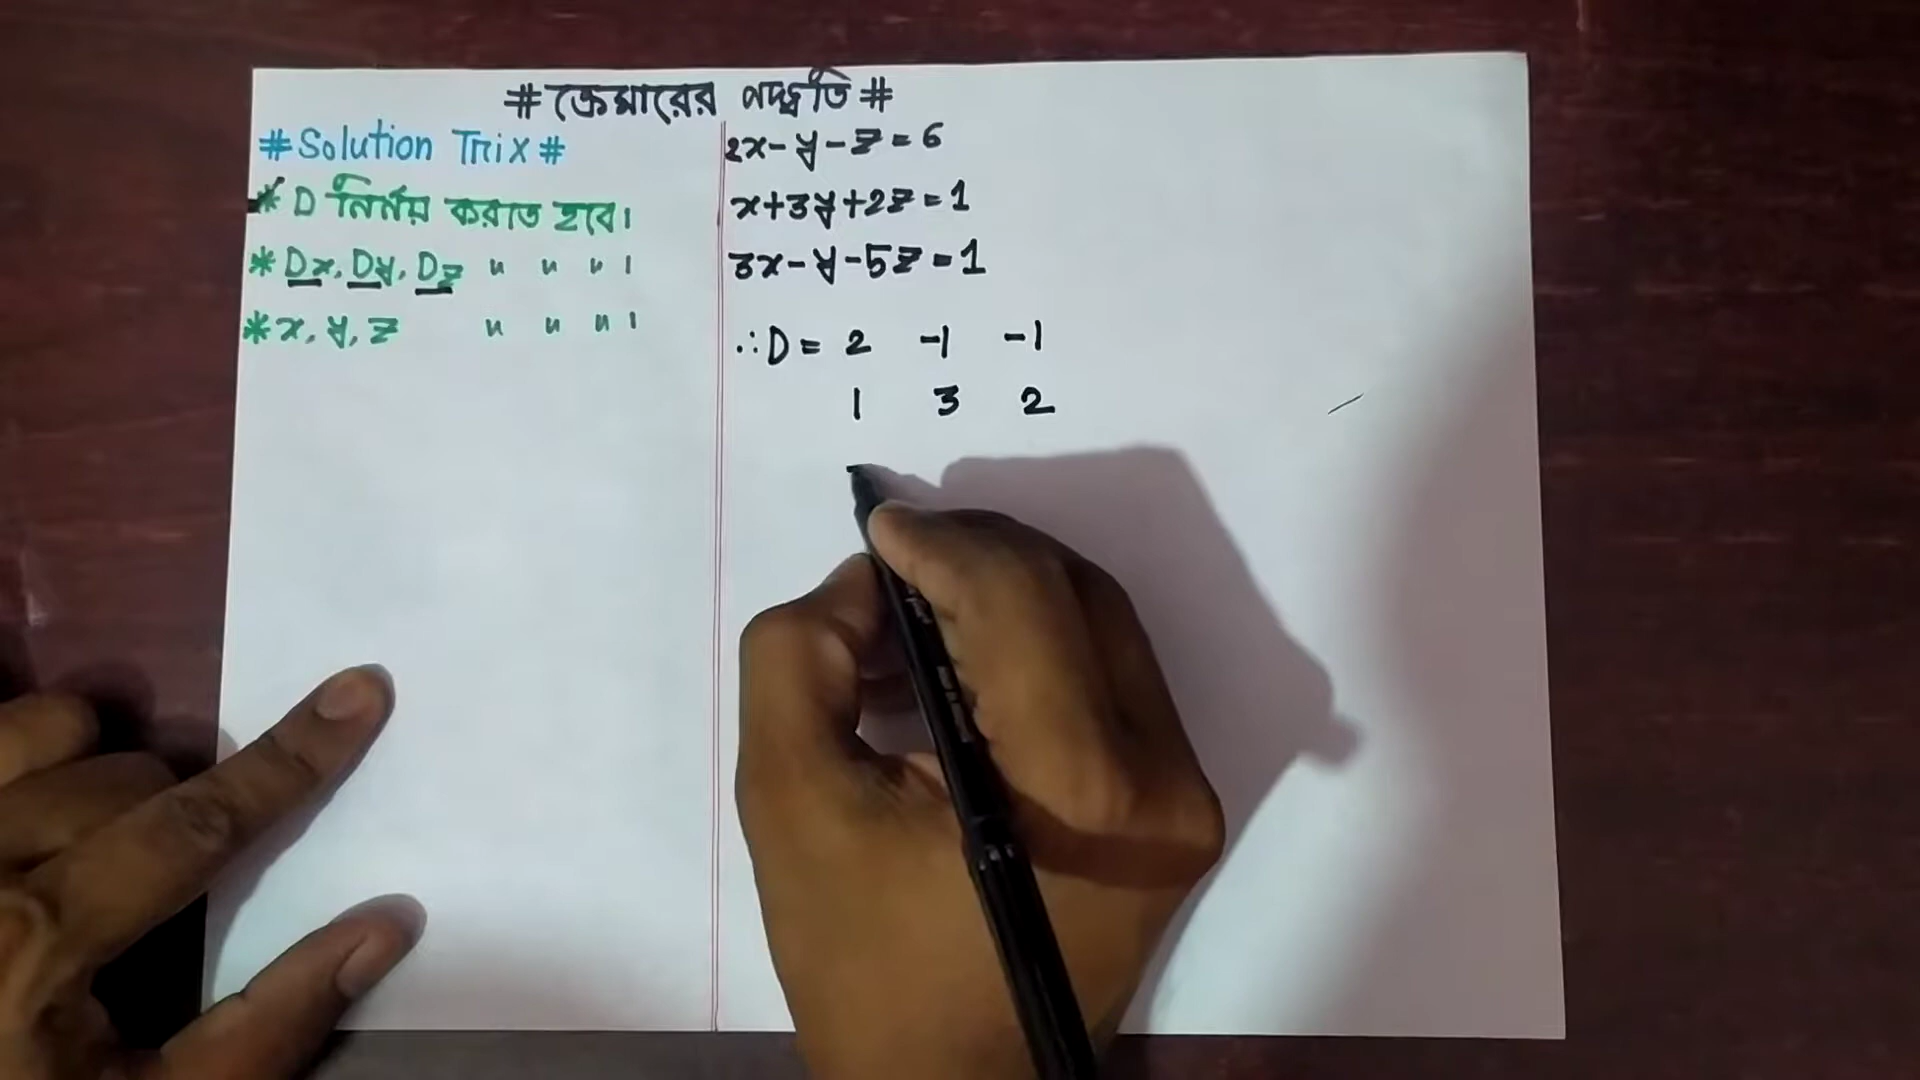 #ক্রেমারের পদ্ধতি#
#Solution Trix#
* D নির্ণয় করতে হবে।
* Dx, Dy, Dz " " " ।
* x, y, z " " " ।
2x-y-z=6
x+3y+2z=1
3x-y-5z=1
∴D= 2 -1 -1
1 3 2